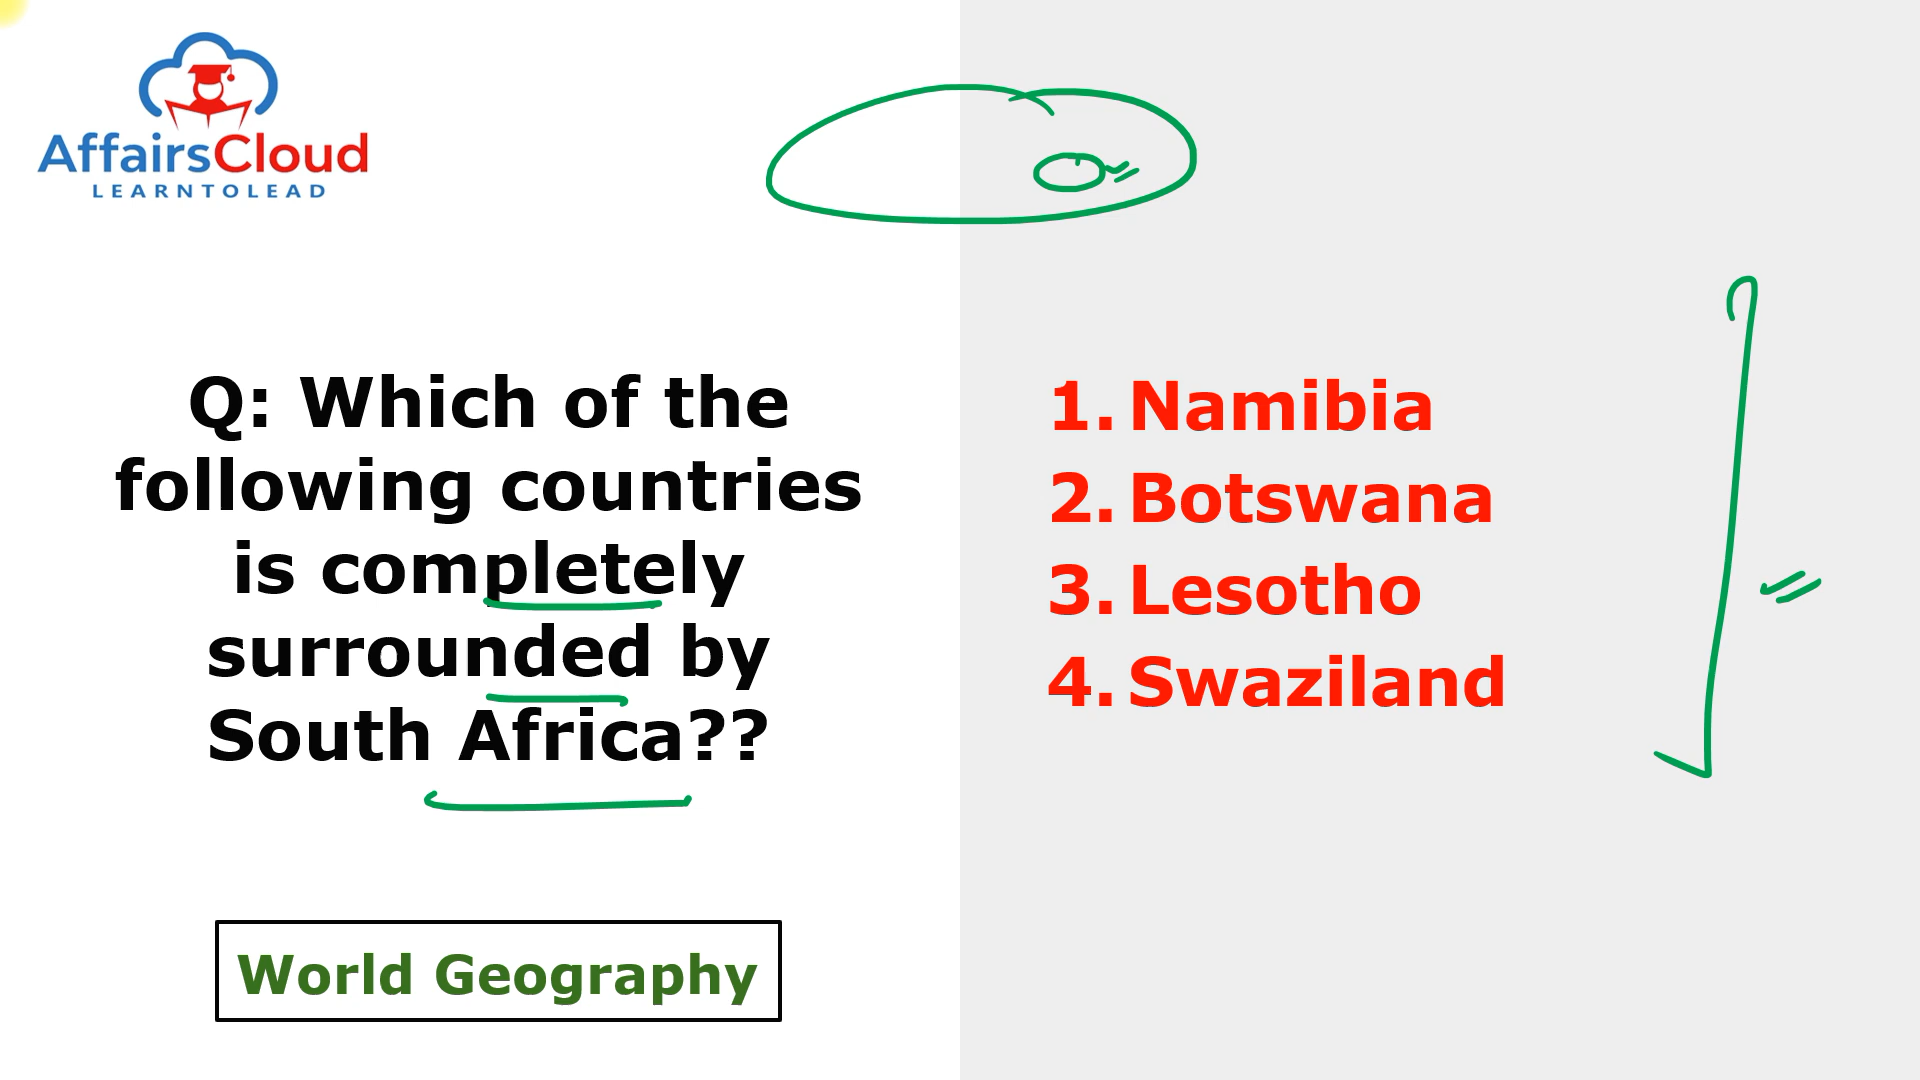 AffairsCloud
LEARNTOLEAD
Q: Which of the
following countries
is completely
surrounded by
South Africa??
1. Namibia
2. Botswana
3. Lesotho
4. Swaziland
World Geography